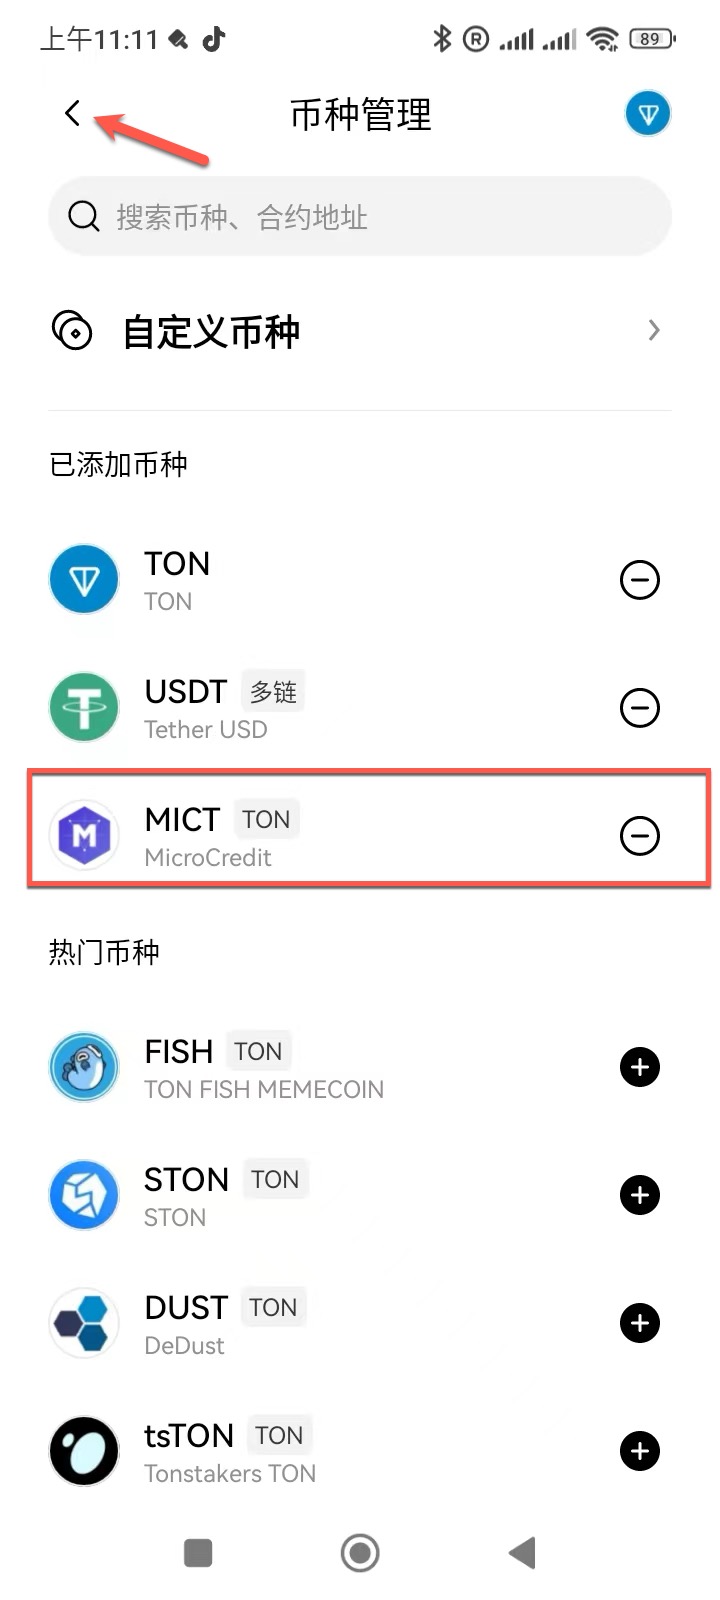 上午11:11
89
币种管理
搜索币种、合约地址
自定义币种
已添加币种
TON
TON
USDT 多链
Tether USD
MICT TON
MicroCredit
热门币种
FISH TON
TON FISH MEMECOIN
STON TON
STON
DUST TON
DeDust
tsTON TON
Tonstakers TON